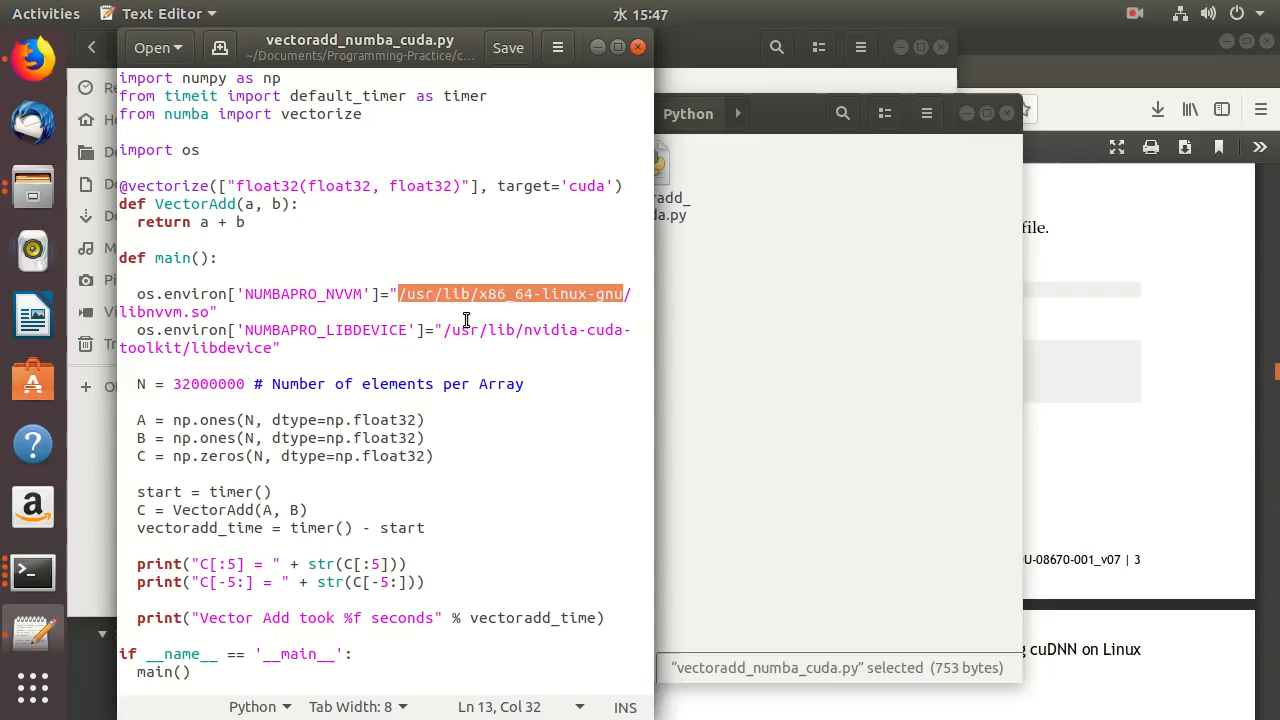 Activities
Text Editor
水 15:47
Open
vectoradd_numba_cuda.py
~/Documents/Programming-Practice/c...
Save
import numpy as np
from timeit import default_timer as timer
from numba import vectorize
import os
@vectorize(["float32(float32, float32)"], target='cuda')
def VectorAdd(a, b):
return a + b
def main():
os.environ['NUMBAPRO_NVVM']="/usr/lib/x86_64-linux-gnu/
libnvvm.so"
os.environ['NUMBAPRO_LIBDEVICE']="/usr/lib/nvidia-cuda-
toolkit/libdevice"
N = 32000000 # Number of elements per Array
A = np.ones(N, dtype=np.float32)
B = np.ones(N, dtype=np.float32)
C = np.zeros(N, dtype=np.float32)
start = timer()
C = VectorAdd(A, B)
vectoradd_time = timer() - start
print("C[:5] = " + str(C[:5]))
print("C[-5:] = " + str(C[-5:]))
print("Vector Add took %f seconds" % vectoradd_time)
if __name__ == '__main__':
main()
Python
Tab Width: 8
Ln 13, Col 32
INS
Python
radd_
da.py
"vectoradd_numba_cuda.py" selected (753 bytes)
file.
U-08670-001_v07 | 3
g cuDNN on Linux